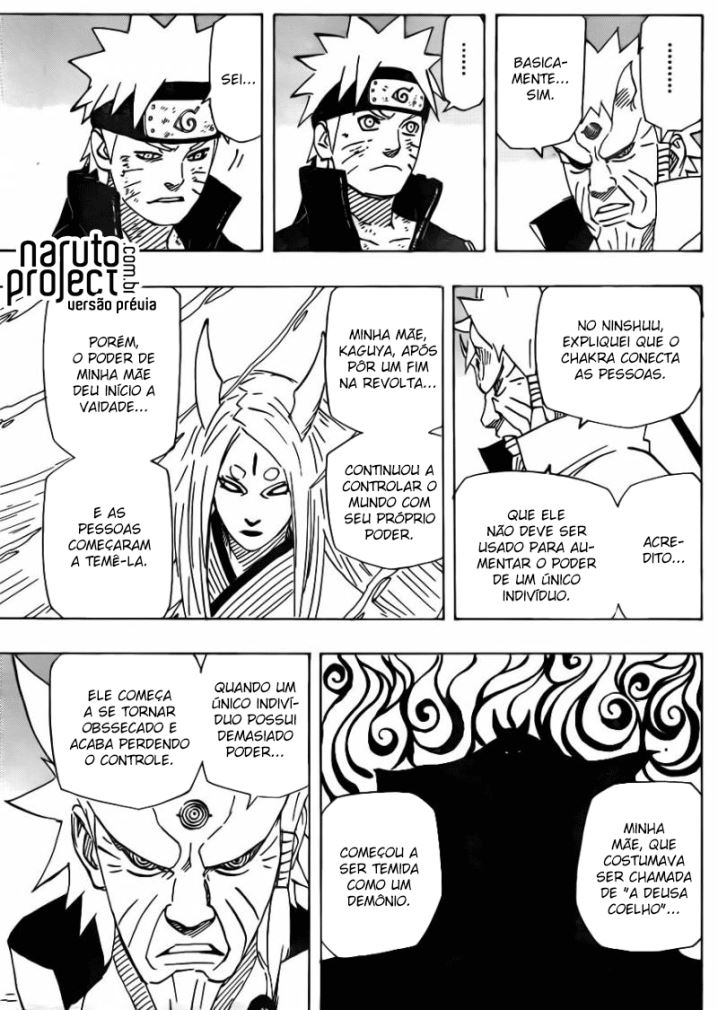 .........
BASICA-
MENTE...
SIM.
.........
SEI...
naruto
project
.com.br
versão prévia
NO NINSHUU,
EXPLIQUEI QUE O
CHAKRA CONECTA
AS PESSOAS.
ACRE-
DITO...
QUE ELE
NÃO DEVE SER
USADO PARA AU-
MENTAR O PODER
DE UM ÚNICO
INDIVÍDUO.
MINHA MÃE,
KAGUYA, APÓS
PÔR UM FIM
NA REVOLTA...
CONTINUOU A
CONTROLAR O
MUNDO COM
SEU PRÓPRIO
PODER.
PORÉM,
O PODER DE
MINHA MÃE
DEU INÍCIO A
VAIDADE...
E AS
PESSOAS
COMEÇARAM
A TEMÊ-LA.
MINHA
MÃE, QUE
COSTUMAVA
SER CHAMADA
DE "A DEUSA
COELHO"...
COMEÇOU A
SER TEMIDA
COMO UM
DEMÔNIO.
QUANDO UM
ÚNICO INDIVÍ-
DUO POSSUI
DEMASIADO
PODER...
ELE COMEÇA
A SE TORNAR
OBSSECADO E
ACABA PERDENDO
O CONTROLE.